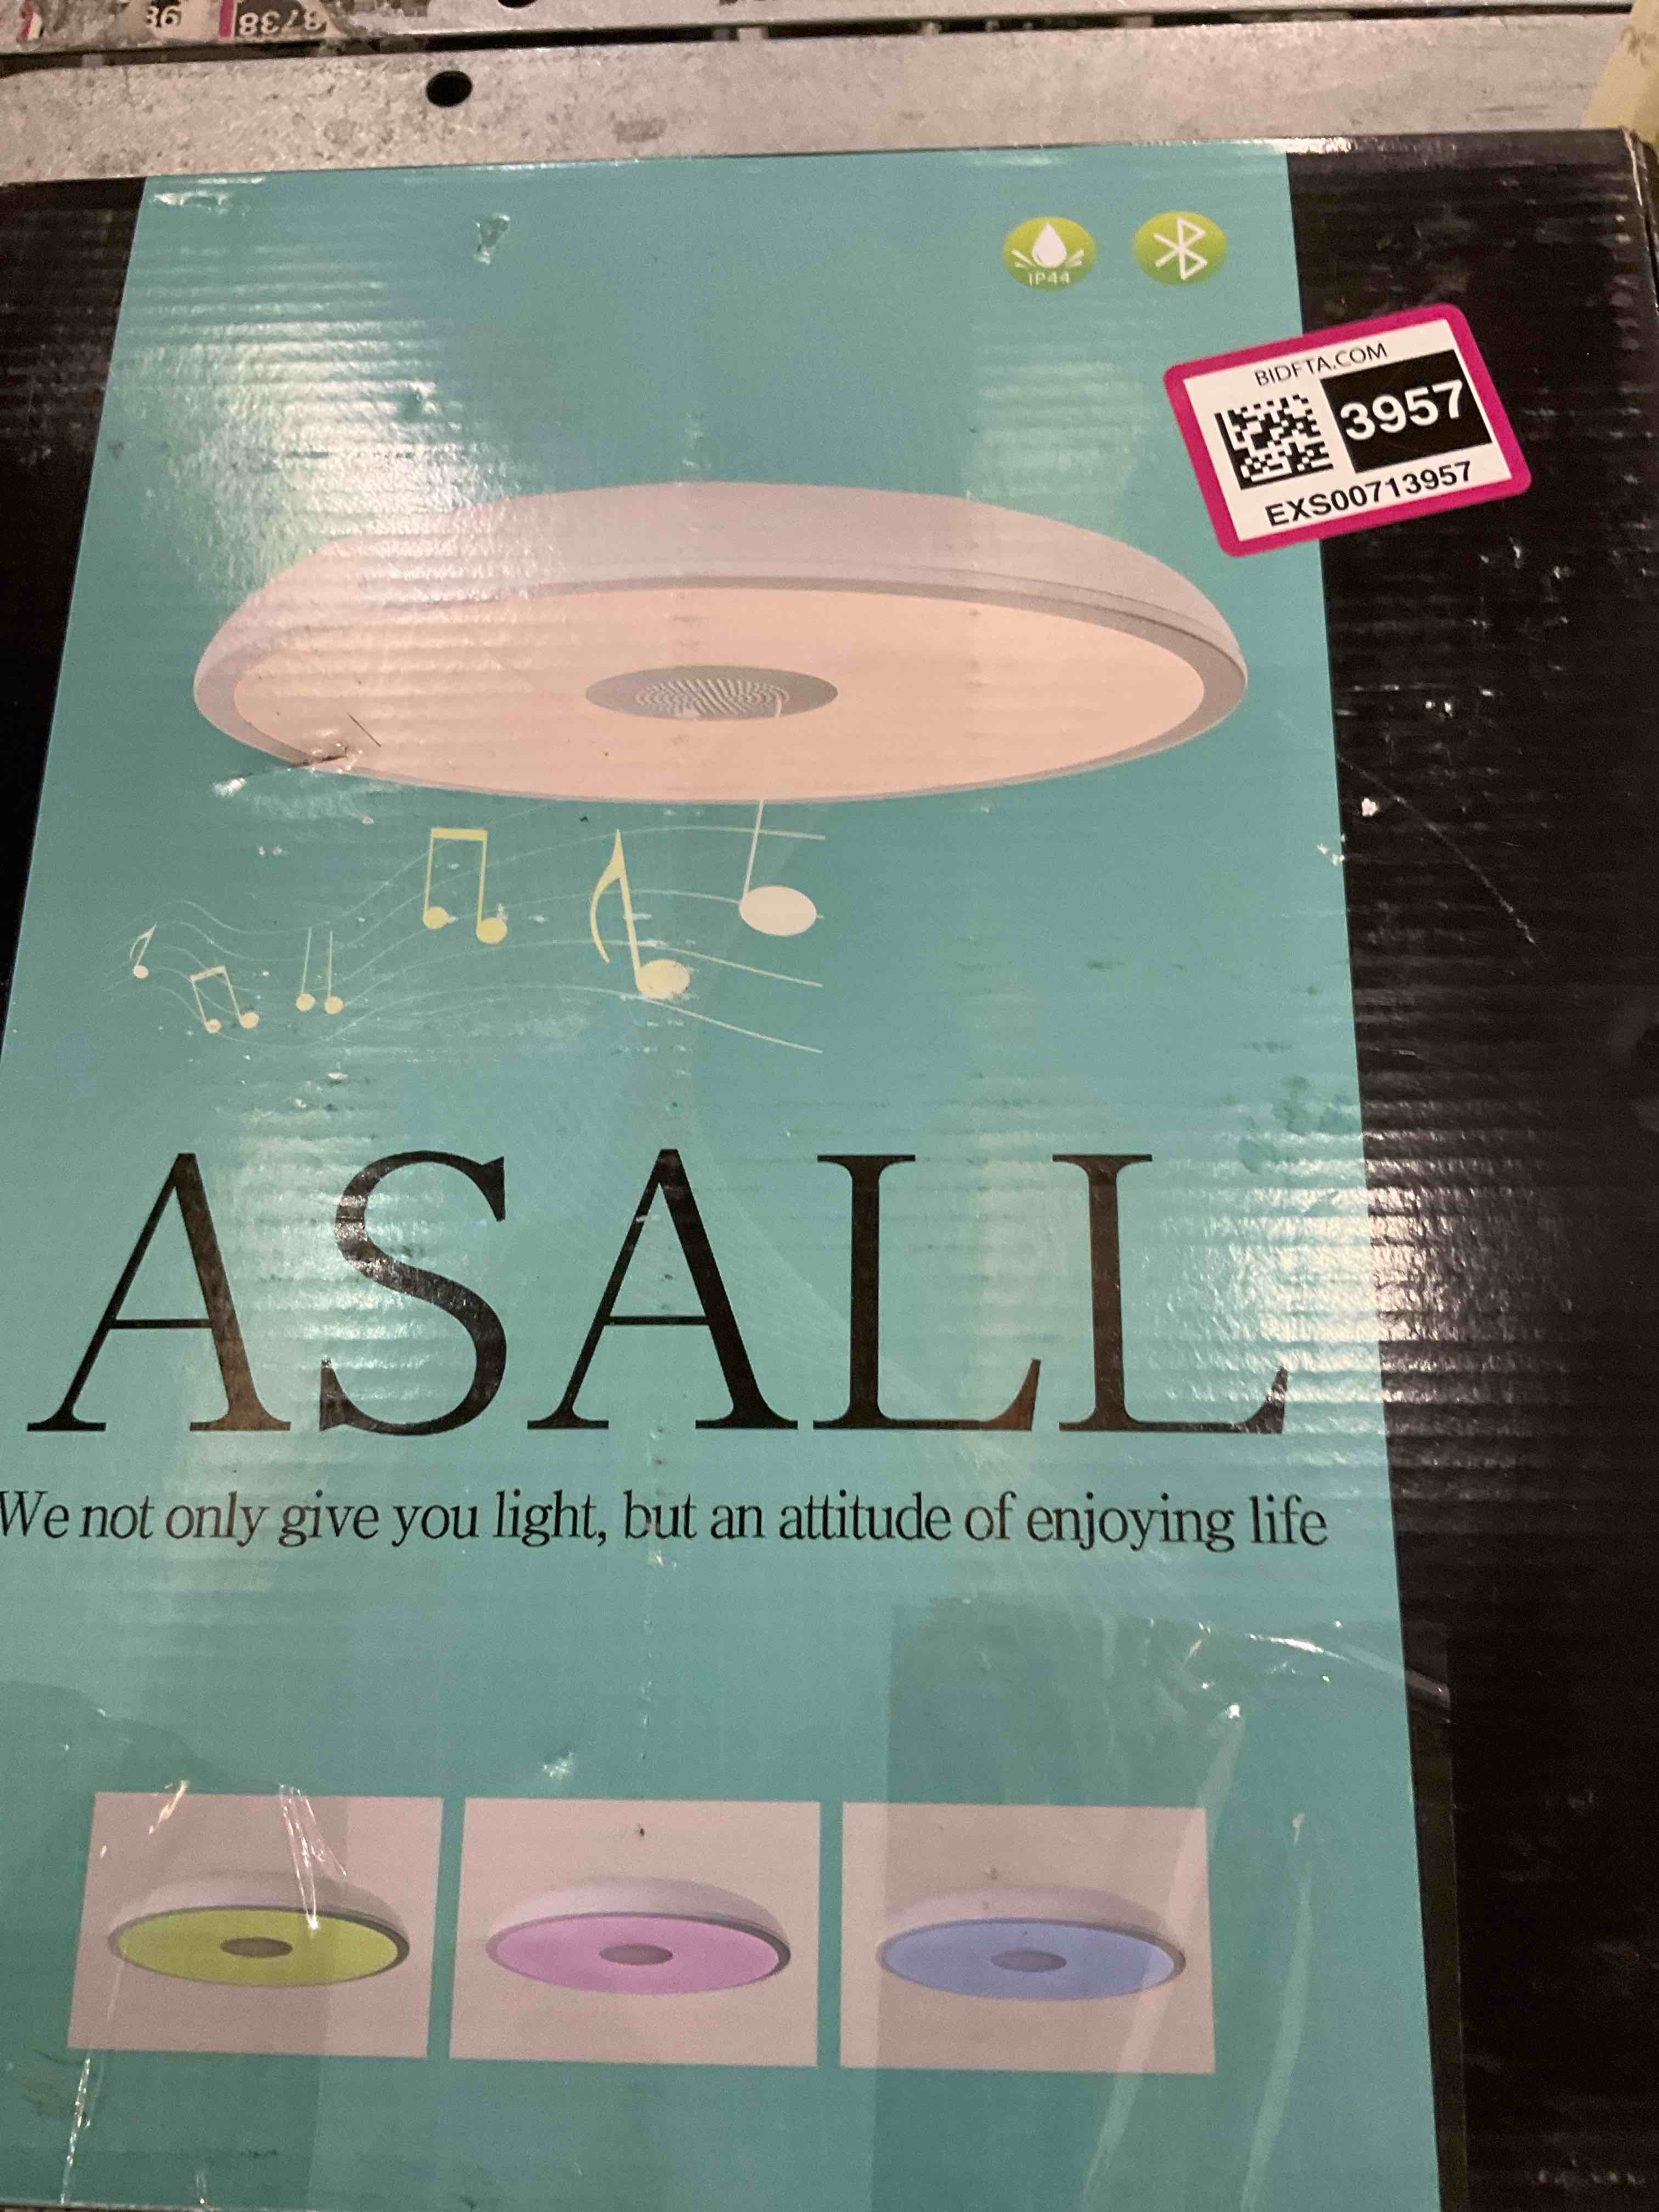 36
8738
IP44
BIDFTA.COM
3957
EXS00713957
ASALL
We not only give you light, but an attitude of enjoying life